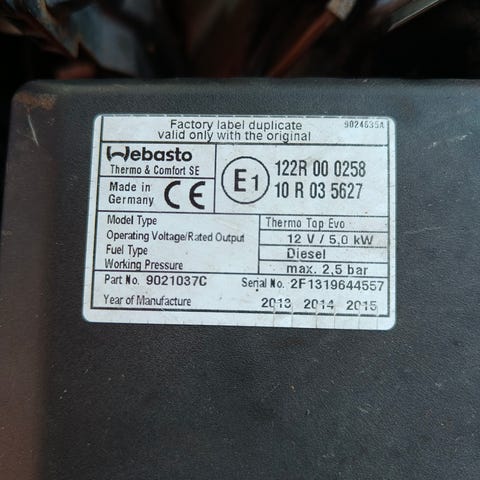 Factory label duplicate
valid only with the original
9024635A
Webasto
Thermo & Comfort SE
Made in
Germany
CE
E1
122R 00 0258
10 R 03 5627
Model Type Thermo Top Evo
Operating Voltage/Rated Output 12 V / 5,0 kW
Fuel Type Diesel
Working Pressure max. 2,5 bar
Part No. 9021037C Serial No. 2F1319644557
Year of Manufacture 2013 2014 2015